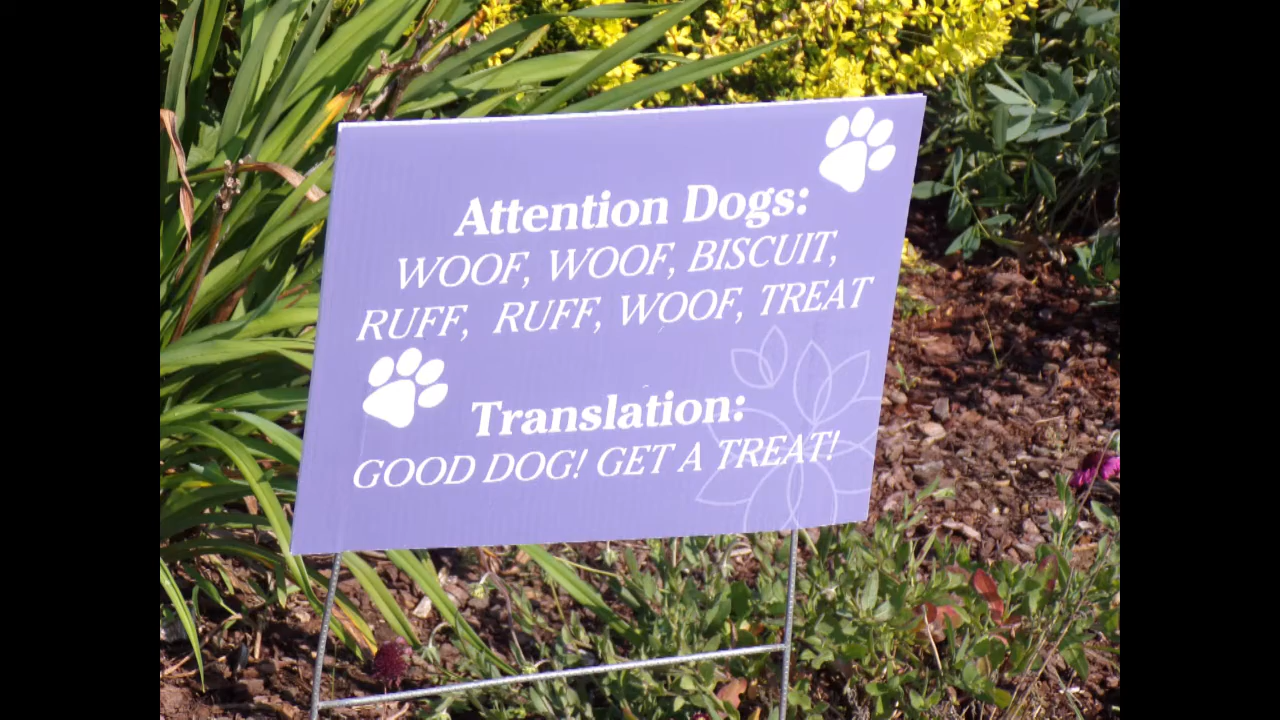 Attention Dogs:
WOOF, WOOF, BISCUIT,
RUFF, RUFF, WOOF, TREAT
Translation:
GOOD DOG! GET A TREAT!